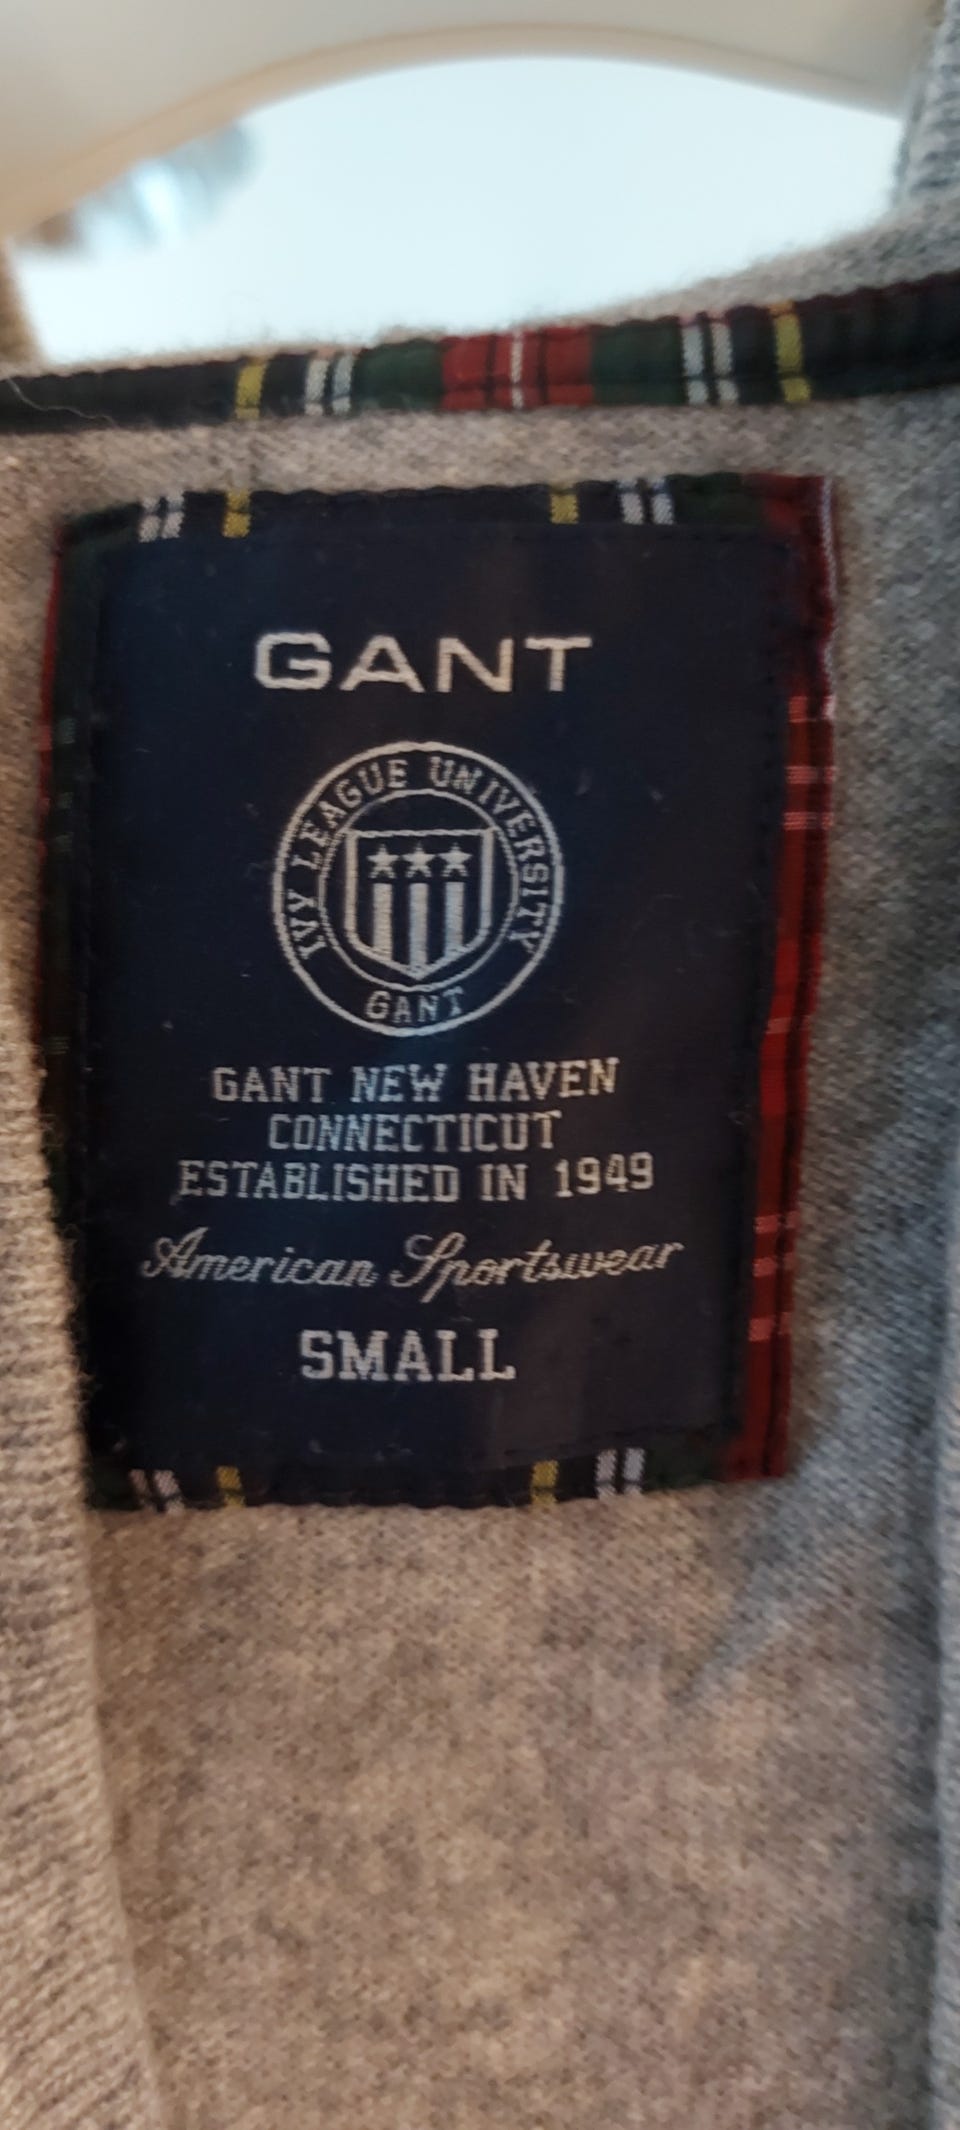 GANT
IVY LEAGUE UNIVERSITY
GANT
GANT NEW HAVEN
CONNECTICUT
ESTABLISHED IN 1949
American Sportswear
SMALL